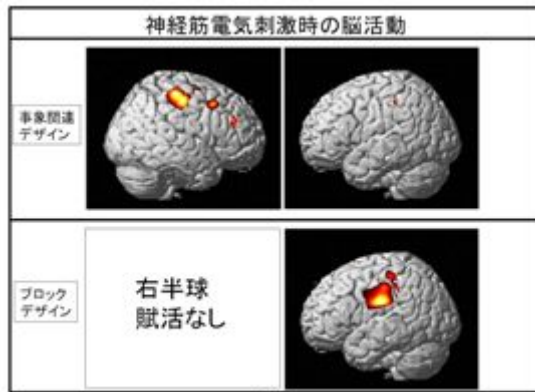 神経筋電気刺激時の脳活動
事象関連
デザイン
ブロック
デザイン
右半球
賦活なし